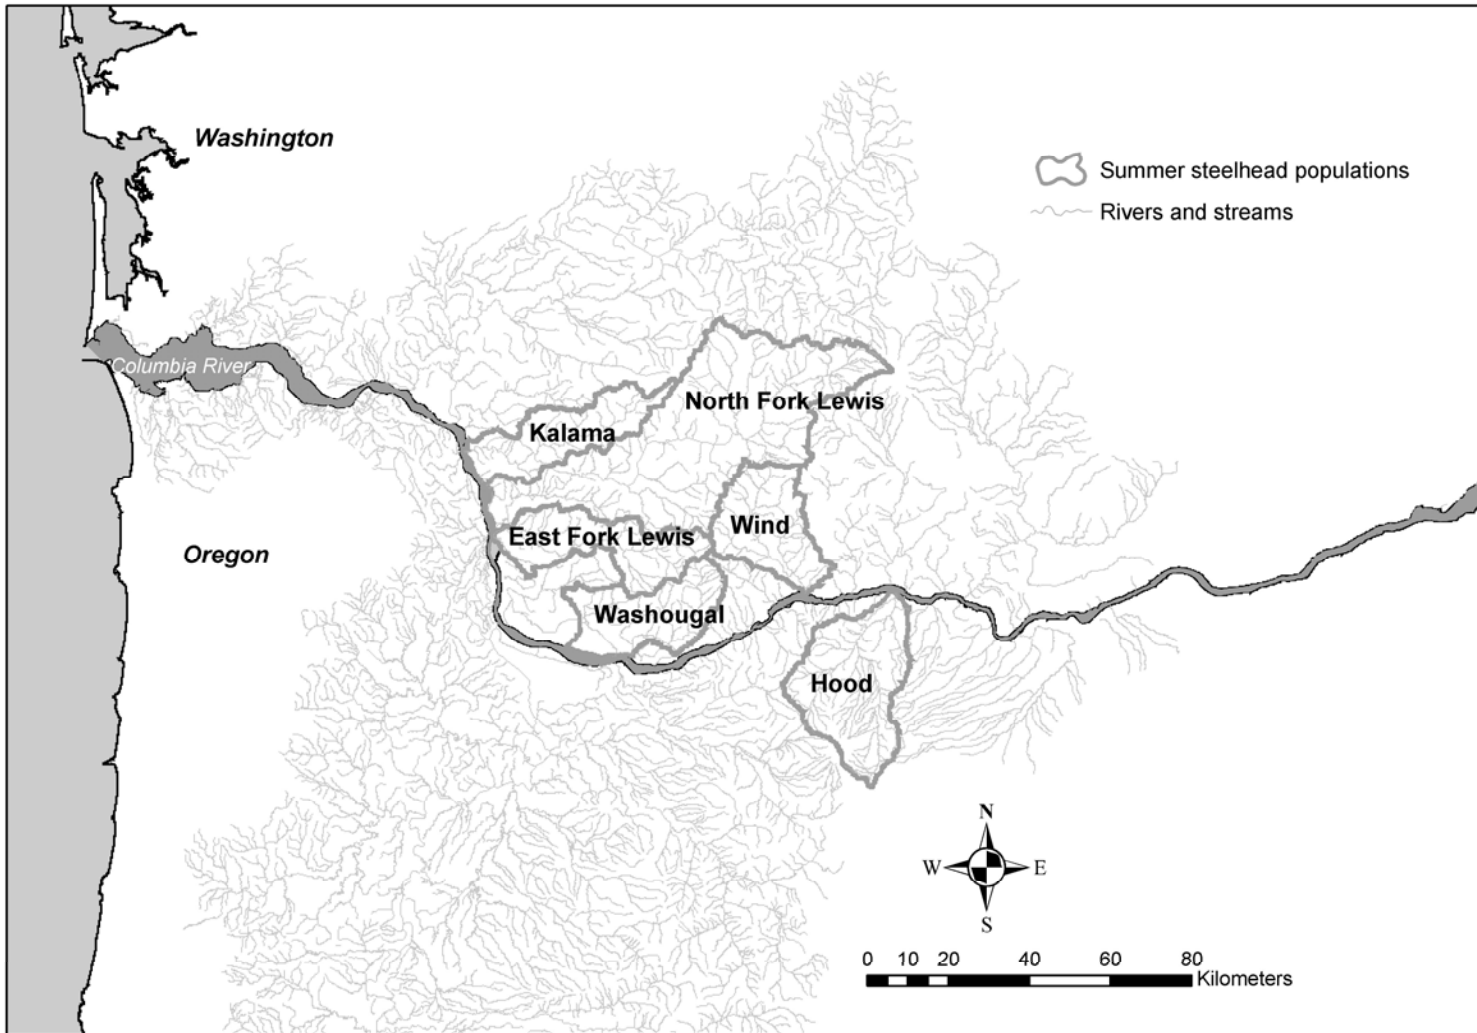 Washington
Summer steelhead populations
Rivers and streams
Columbia River
North Fork Lewis
Kalama
Wind
East Fork Lewis
Oregon
Washougal
Hood
N
W E
S
0 10 20 40 60 80
Kilometers